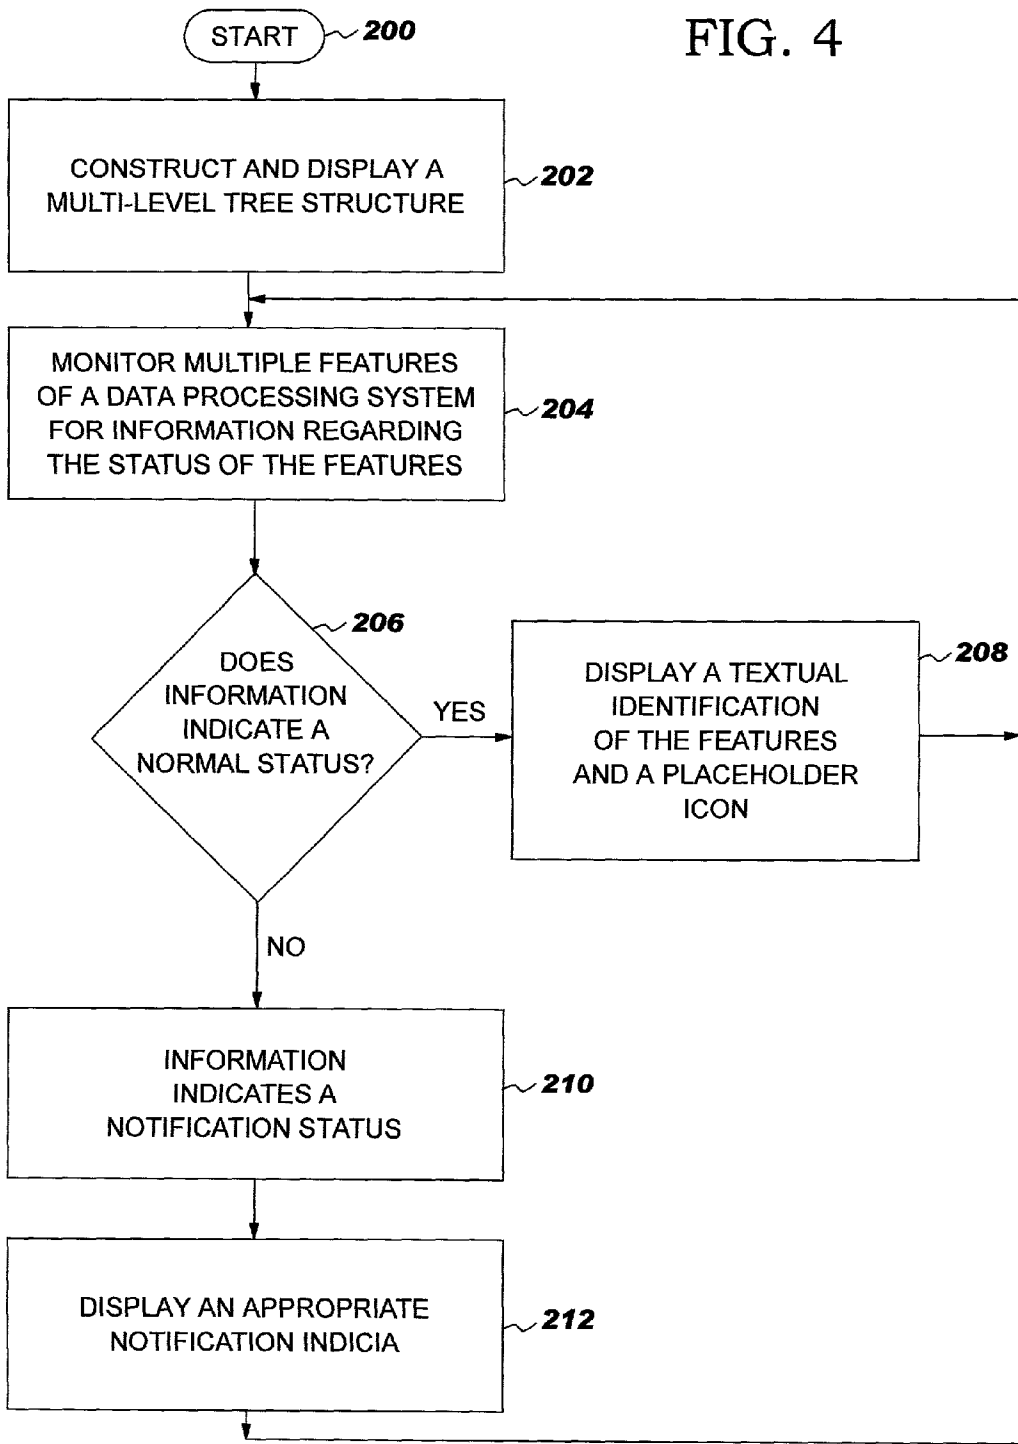 START
200
FIG. 4
CONSTRUCT AND DISPLAY A
MULTI-LEVEL TREE STRUCTURE
202
MONITOR MULTIPLE FEATURES
OF A DATA PROCESSING SYSTEM
FOR INFORMATION REGARDING
THE STATUS OF THE FEATURES
204
206
DOES
INFORMATION
INDICATE A
NORMAL STATUS?
YES
DISPLAY A TEXTUAL
IDENTIFICATION
OF THE FEATURES
AND A PLACEHOLDER
ICON
208
NO
INFORMATION
INDICATES A
NOTIFICATION STATUS
210
DISPLAY AN APPROPRIATE
NOTIFICATION INDICIA
212